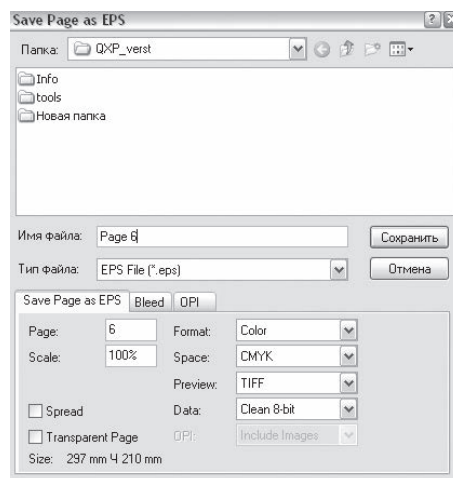 Save Page as EPS
Папка: QXP_verst
Info
tools
Новая папка
Имя файла: Page 6
Сохранить
Тип файла: EPS File (*.eps)
Отмена
Save Page as EPS Bleed OPI
Page: 6 Format: Color
Scale: 100% Space: CMYK
Preview: TIFF
Spread Data: Clean 8-bit
Transparent Page OPI: Include Images
Size: 297 mm Ч 210 mm